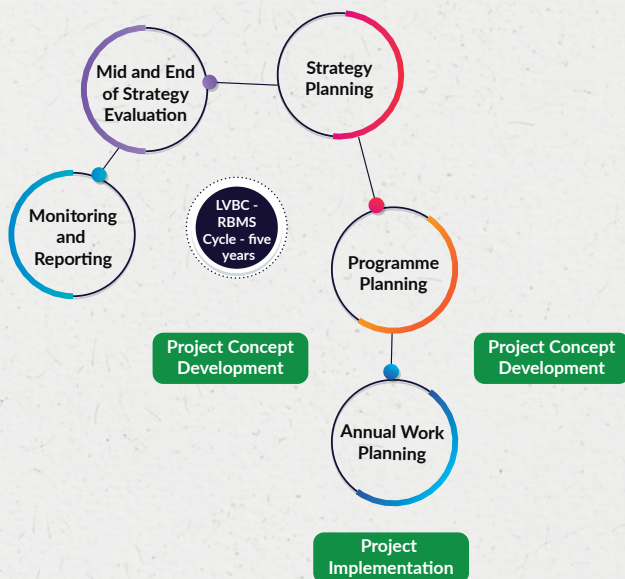 Mid and End
of Strategy
Evaluation
Strategy
Planning
Monitoring
and
Reporting
LVBC -
RBMS
Cycle - five
years
Programme
Planning
Project Concept
Development
Project Concept
Development
Annual Work
Planning
Project
Implementation